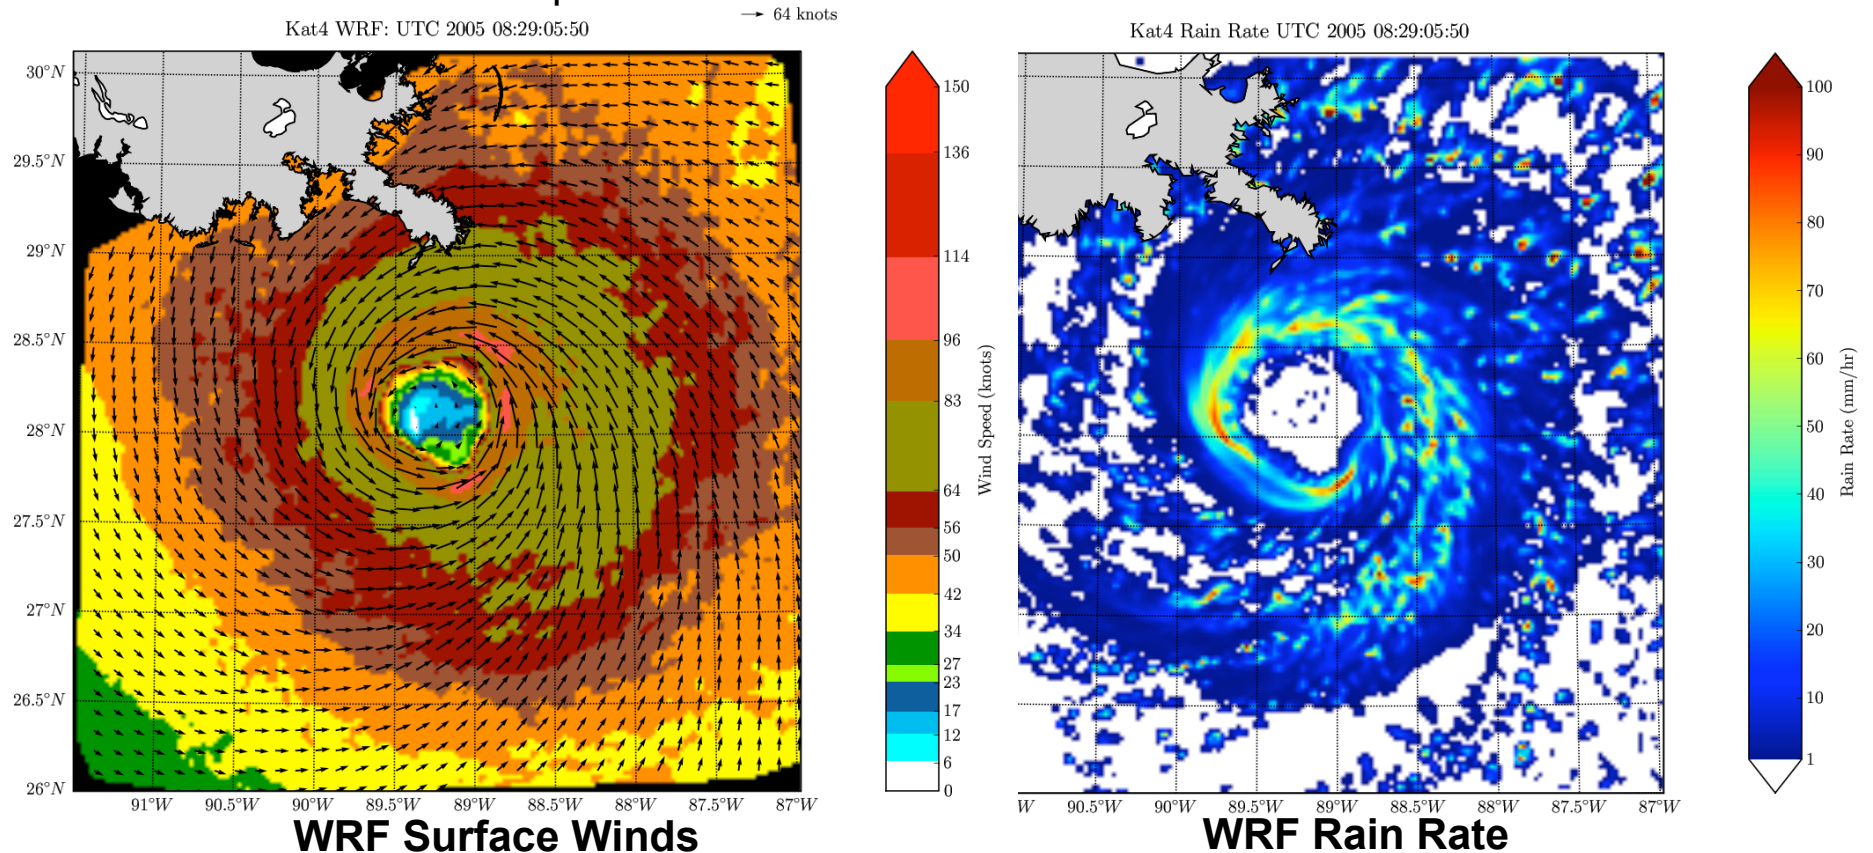 64 knots
Kat4 WRF: UTC 2005 08:29:05:50
30°N
29.5°N
29°N
28.5°N
28°N
27.5°N
27°N
26.5°N
26°N
91°W 90.5°W 90°W 89.5°W 89°W 88.5°W 88°W 87.5°W 87°W
150
136
114
96
83
64
56
50
42
34
27
23
17
12
6
0
Wind Speed (knots)
WRF Surface Winds
Kat4 Rain Rate UTC 2005 08:29:05:50
W 90.5°W 90°W 89.5°W 89°W 88.5°W 88°W 87.5°W 87°W
100
90
80
70
60
50
40
30
20
10
1
Rain Rate (mm/hr)
WRF Rain Rate